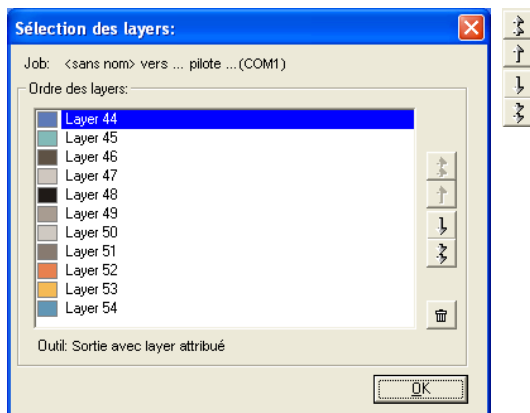 Sélection des layers:
Job: <sans nom> vers ... pilote ...(COM1)
Ordre des layers:
Layer 44
Layer 45
Layer 46
Layer 47
Layer 48
Layer 49
Layer 50
Layer 51
Layer 52
Layer 53
Layer 54
Outil: Sortie avec layer attribué
OK